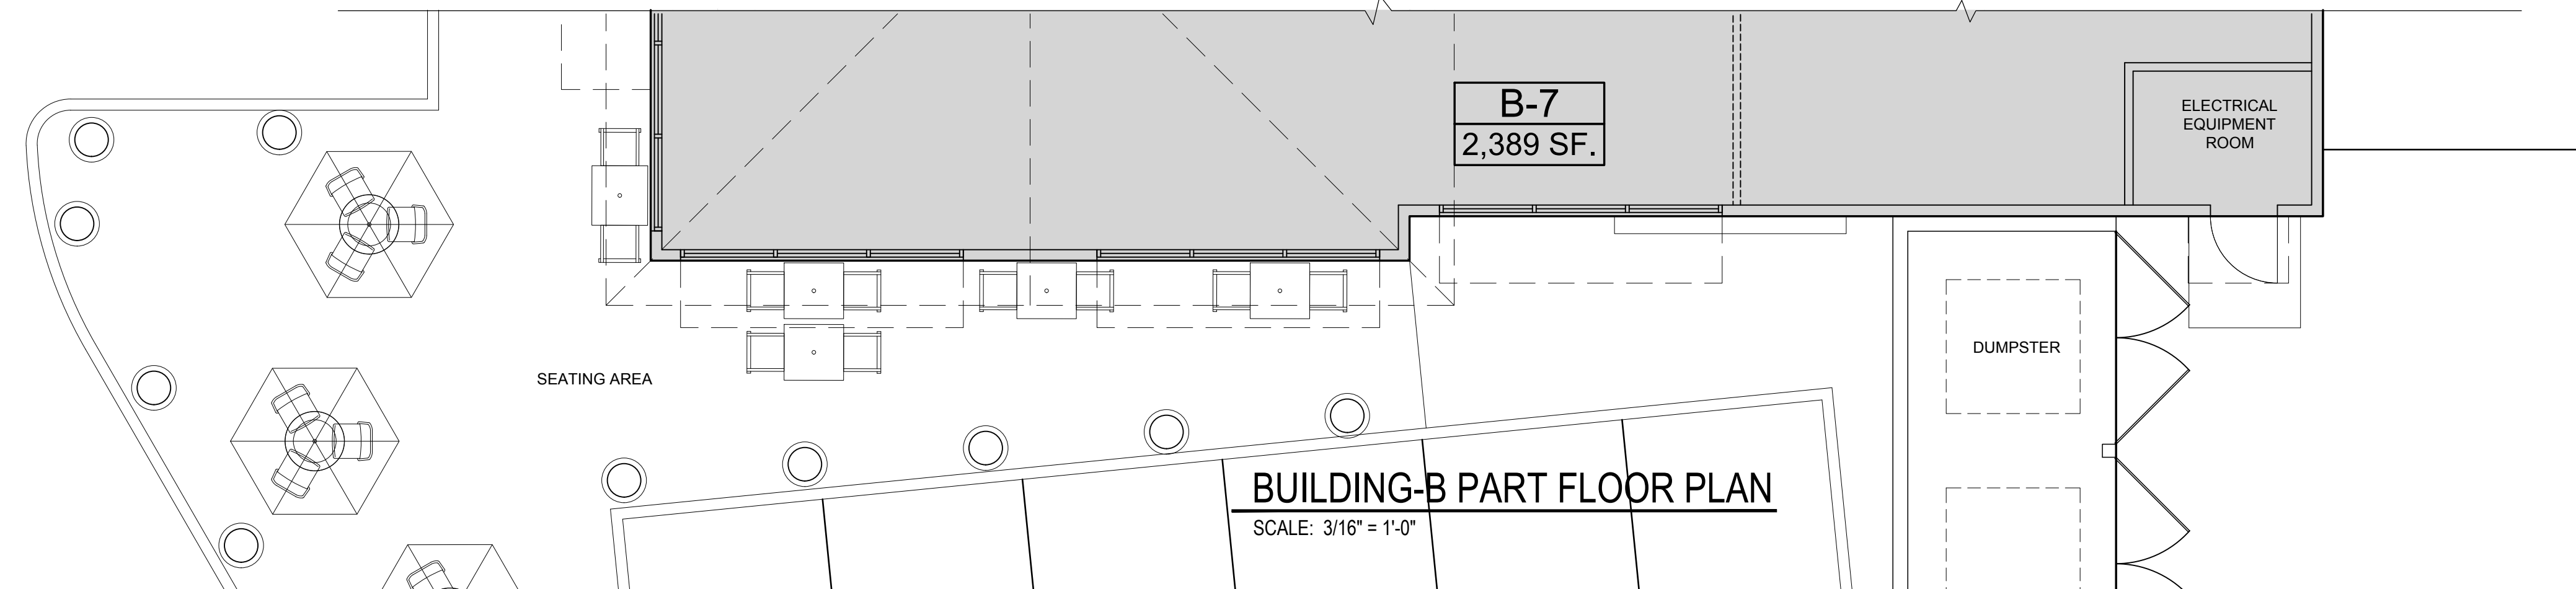 B-7
2,389 SF.
ELECTRICAL
EQUIPMENT
ROOM
DUMPSTER
SEATING AREA
BUILDING-B PART FLOOR PLAN
SCALE: 3/16" = 1'-0"